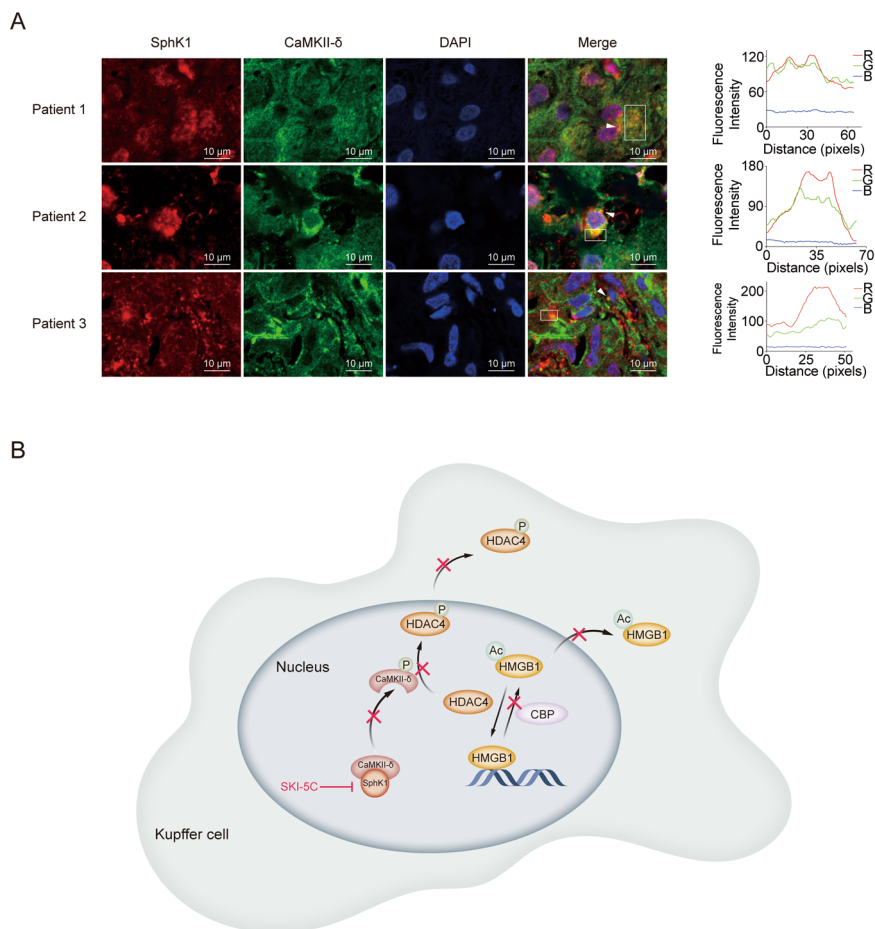 A
SphK1 CaMKII-δ DAPI Merge
Patient 1
10 µm 10 µm 10 µm 10 µm
Patient 2
10 µm 10 µm 10 µm 10 µm
Patient 3
10 µm 10 µm 10 µm 10 µm
Fluorescence
Intensity
120
60
0
0 20 40 60
Distance (pixels)
R
G
B
Fluorescence
Intensity
180
90
0
0 35 70
Distance (pixels)
R
G
B
Fluorescence
Intensity
200
100
0
0 25 50
Distance (pixels)
R
G
B
B
P
HDAC4
P
HDAC4
Ac
HMGB1
Ac
HMGB1
Nucleus
P
CaMKII-δ
HDAC4
CBP
HMGB1
CaMKII-δ
SphK1
SKI-5C
Kupffer cell